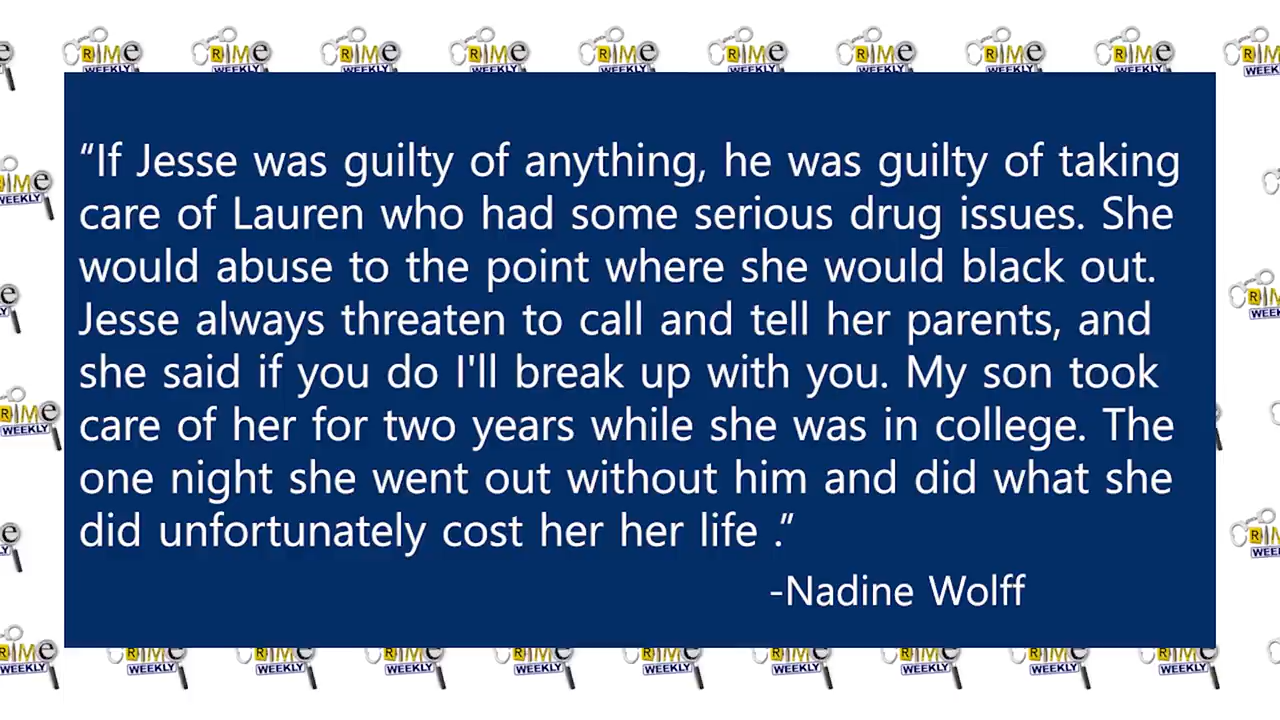 “If Jesse was guilty of anything, he was guilty of taking
care of Lauren who had some serious drug issues. She
would abuse to the point where she would black out.
Jesse always threaten to call and tell her parents, and
she said if you do I'll break up with you. My son took
care of her for two years while she was in college. The
one night she went out without him and did what she
did unfortunately cost her her life .”
-Nadine Wolff
CRIME WEEKLY